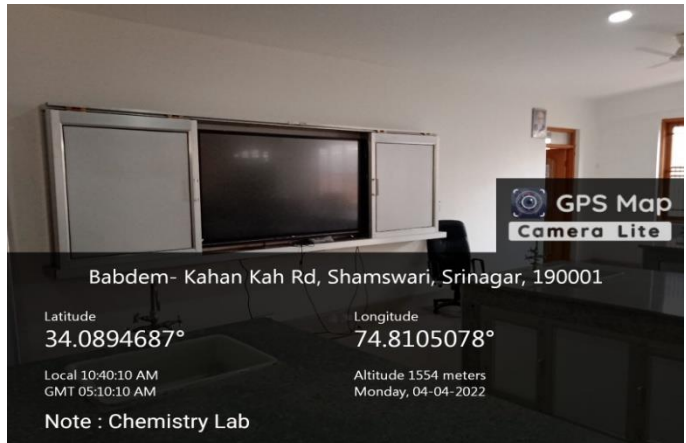 GPS Map
Camera Lite
Babdem- Kahan Kah Rd, Shamswari, Srinagar, 190001
Latitude
34.0894687°
Longitude
74.8105078°
Local 10:40:10 AM
GMT 05:10:10 AM
Altitude 1554 meters
Monday, 04-04-2022
Note : Chemistry Lab